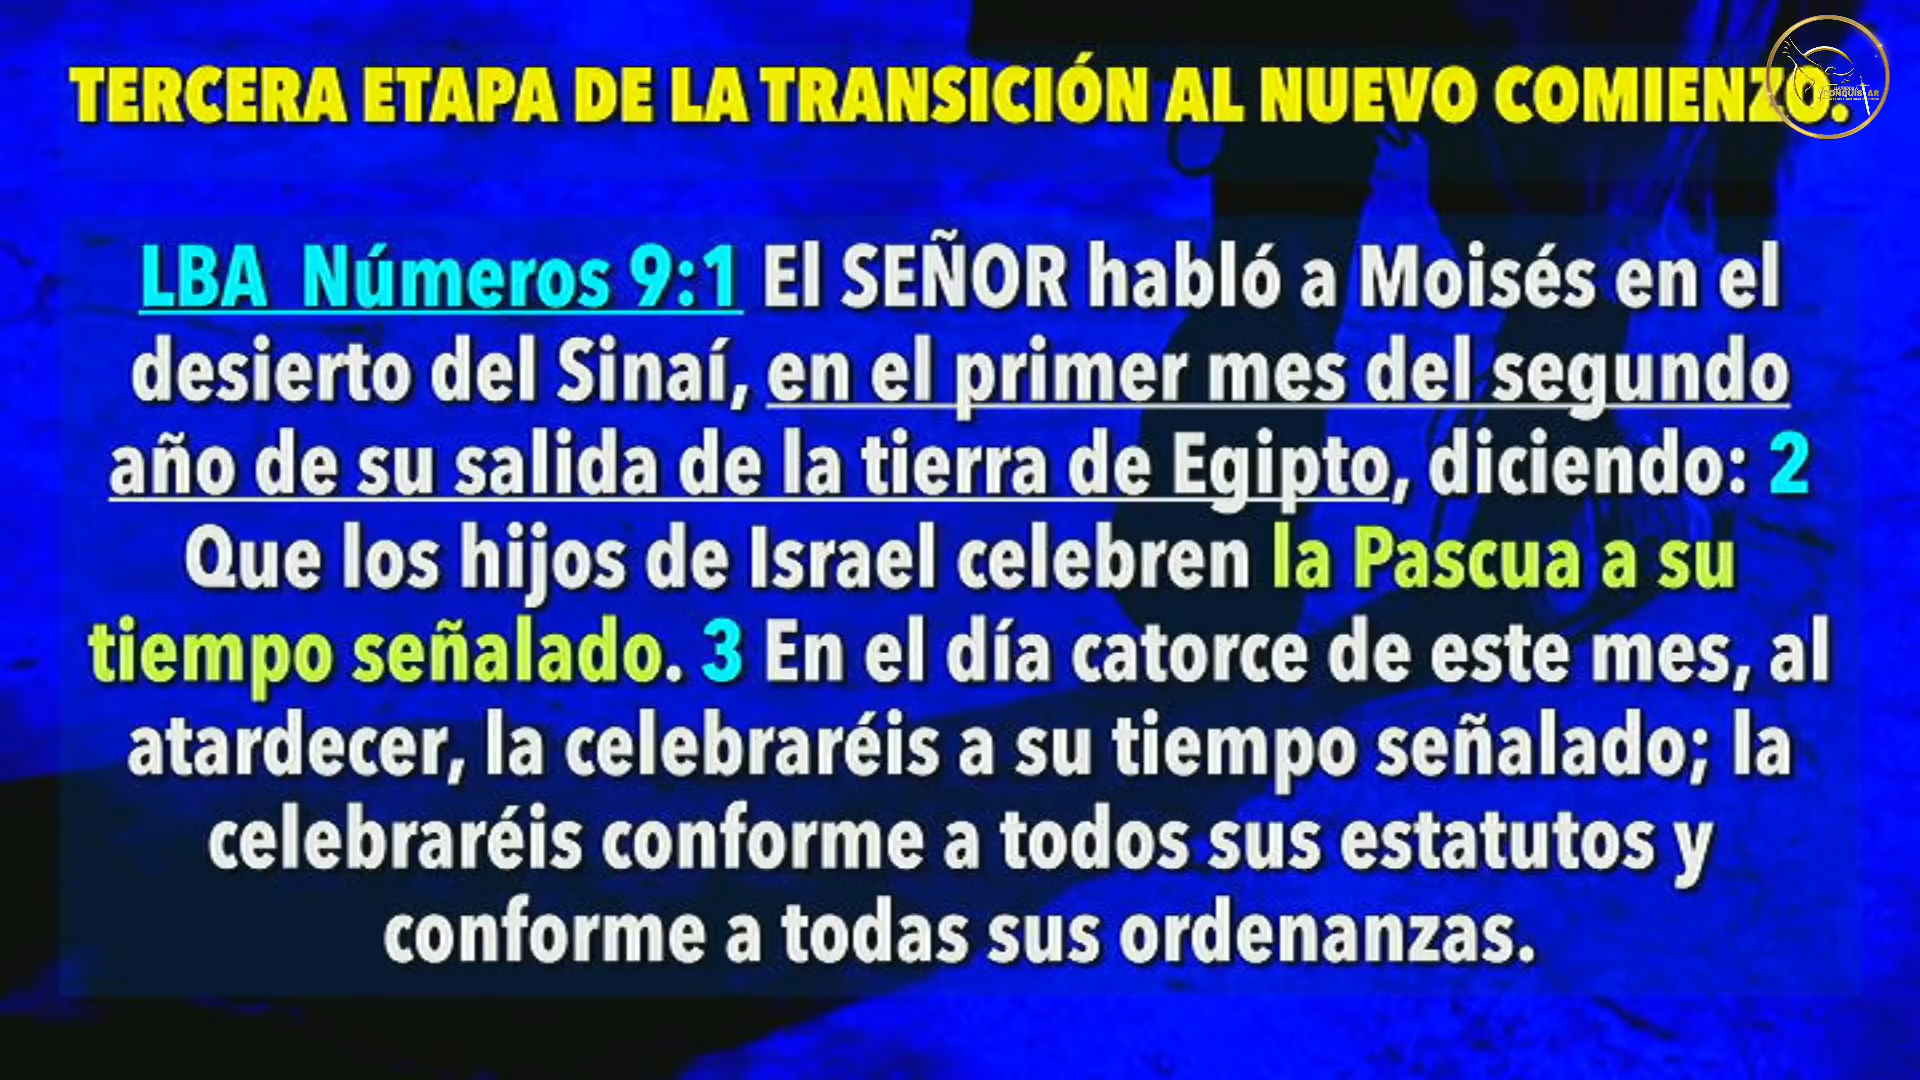 TERCERA ETAPA DE LA TRANSICIÓN AL NUEVO COMIENZO.
LBA Números 9:1 El SEÑOR habló a Moisés en el
desierto del Sinaí, en el primer mes del segundo
año de su salida de la tierra de Egipto, diciendo: 2
Que los hijos de Israel celebren la Pascua a su
tiempo señalado. 3 En el día catorce de este mes, al
atardecer, la celebraréis a su tiempo señalado; la
celebraréis conforme a todos sus estatutos y
conforme a todas sus ordenanzas.